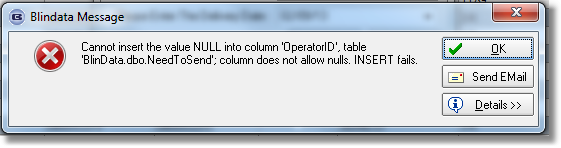 Blindata Message
Cannot insert the value NULL into column 'OperatorID', table
'BlinData.dbo.NeedToSend'; column does not allow nulls. INSERT fails.
OK
Send EMail
Details >>